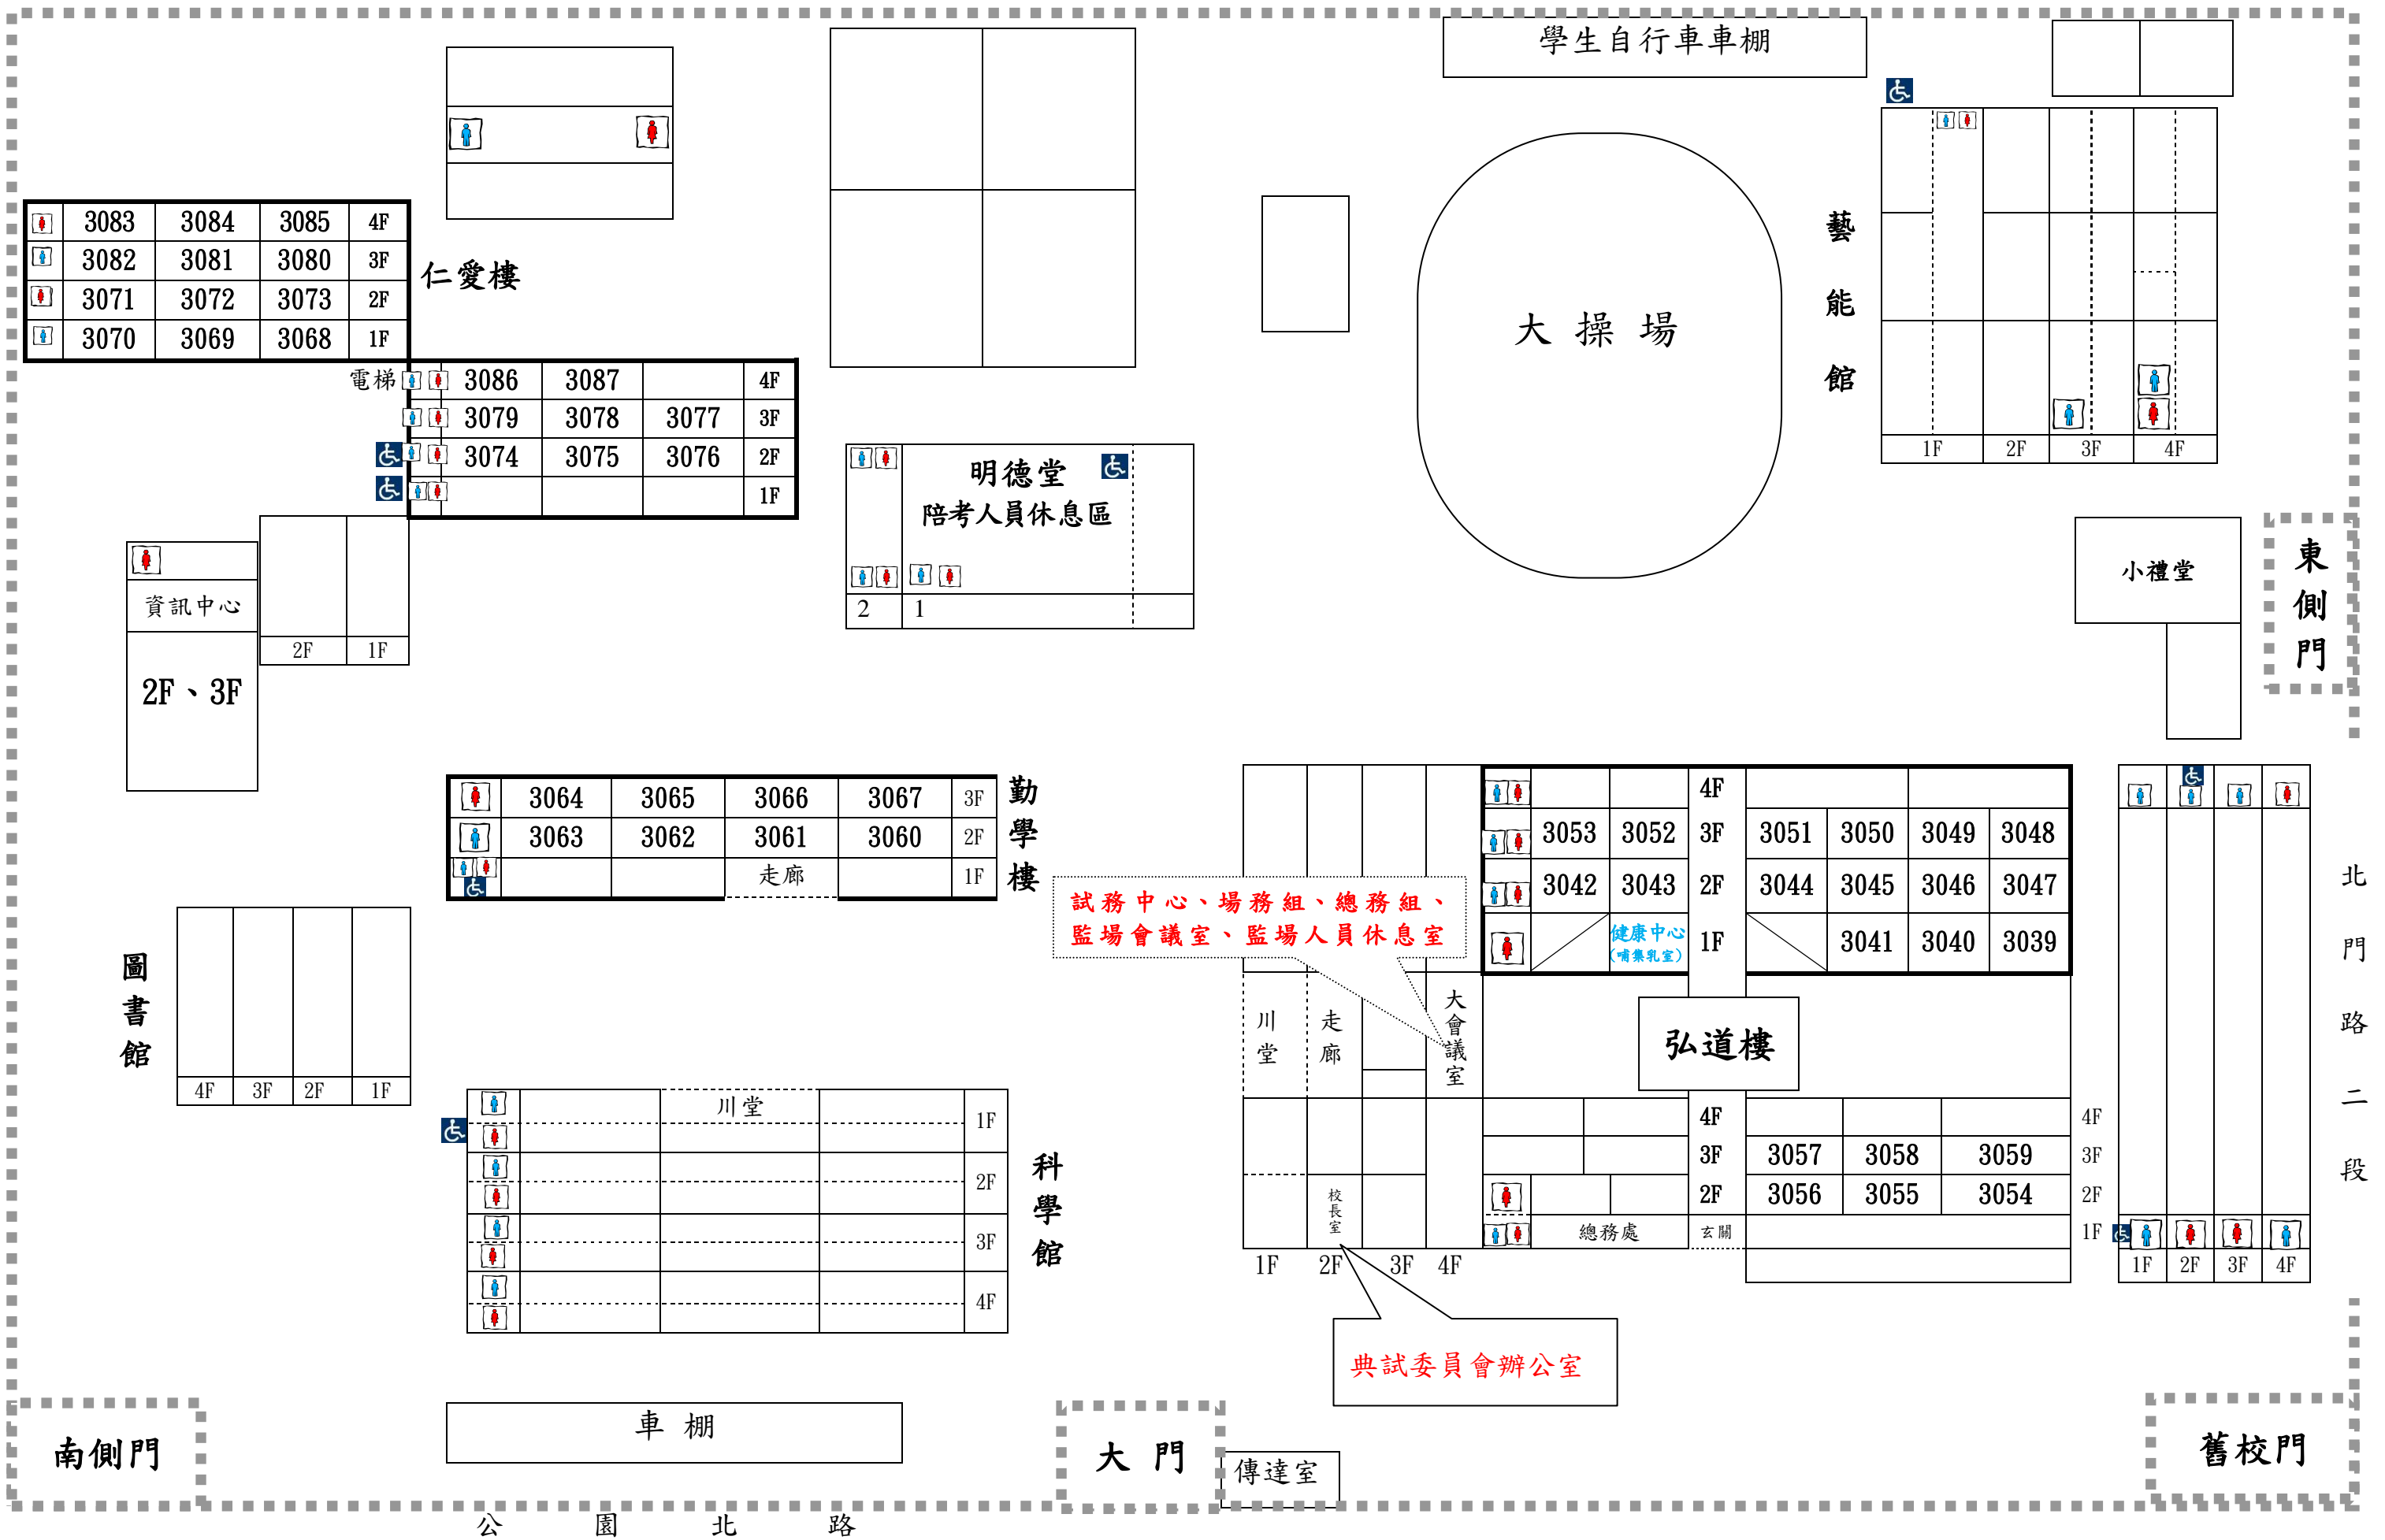 學生自行車車棚
3083 3084 3085 4F
3082 3081 3080 3F
3071 3072 3073 2F
3070 3069 3068 1F
仁愛樓
電梯
3086 3087 4F
3079 3078 3077 3F
3074 3075 3076 2F
1F
明德堂
陪考人員休息區
2 1
大操場
藝能館
1F 2F 3F 4F
小禮堂
東側門
資訊中心
2F、3F
2F 1F
3064 3065 3066 3067 3F
3063 3062 3061 3060 2F
走廊 1F
勤學樓
圖書館
4F 3F 2F 1F
川堂 1F
2F
3F
4F
科學館
試務中心、場務組、總務組、
監場會議室、監場人員休息室
川堂
走廊
大會議室
校長室
1F 2F 3F 4F
4F
3053 3052 3F 3051 3050 3049 3048
3042 3043 2F 3044 3045 3046 3047
健康中心 1F 3041 3040 3039
(哺集乳室)
弘道樓
4F 4F
3F 3057 3058 3059 3F
2F 3056 3055 3054 2F
總務處 玄關 1F
1F 2F 3F 4F
北門路二段
典試委員會辦公室
南側門
車棚
大門
傳達室
舊校門
公園北路